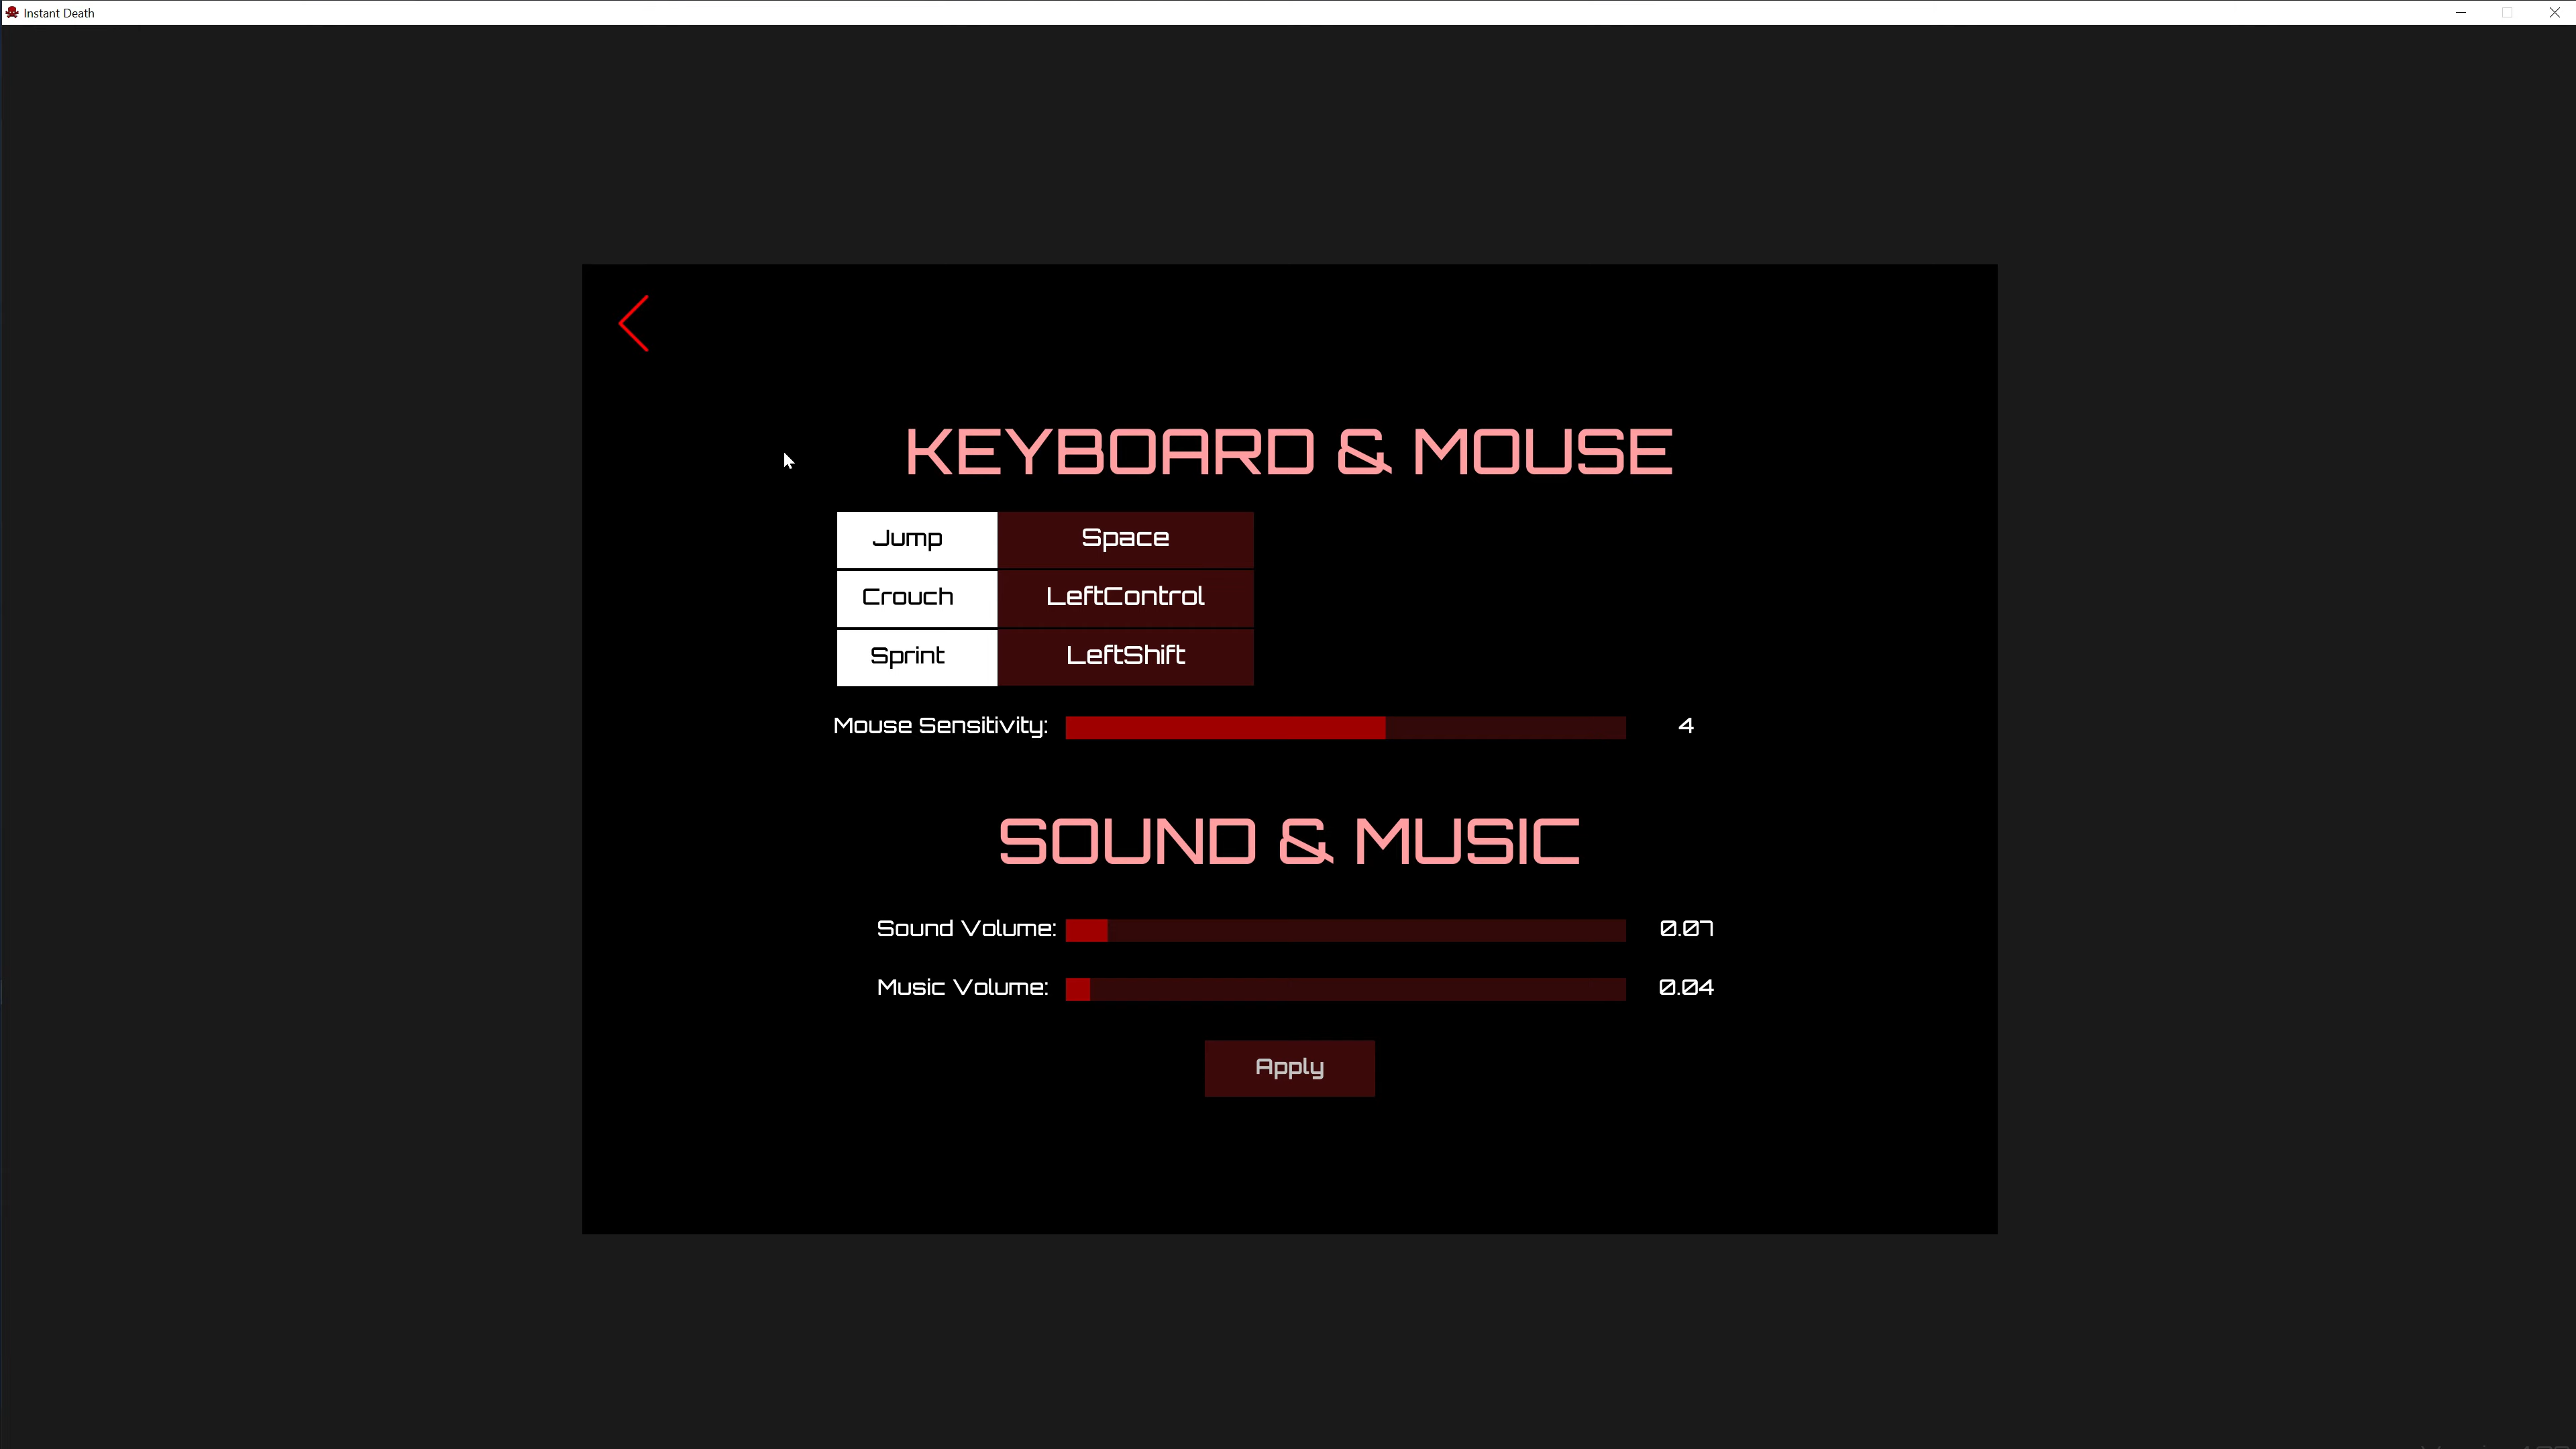 Instant Death
KEYBOARD & MOUSE
Jump Space
Crouch LeftControl
Sprint LeftShift
Mouse Sensitivity: 4
SOUND & MUSIC
Sound Volume: 0.07
Music Volume: 0.04
Apply